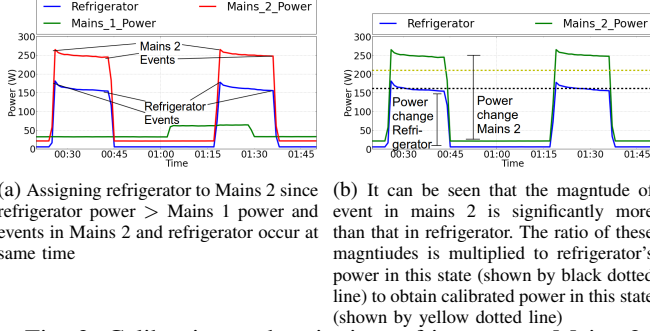 Refrigerator
Mains_2_Power
Mains_1_Power
300
250
200
150
100
50
0
Power (W)
Mains 2
Events
Refrigerator
Events
00:30
00:45
01:00
01:15
01:30
01:45
Time
Refrigerator
Mains_2_Power
300
250
200
150
100
50
0
Power (W)
Power
change
Refri-
gerator
Power
change
Mains 2
00:30
00:45
01:00
01:15
01:30
01:45
Time
(a) Assigning refrigerator to Mains 2 since
refrigerator power > Mains 1 power and
events in Mains 2 and refrigerator occur at
same time
(b) It can be seen that the magntude of
event in mains 2 is significantly more
than that in refrigerator. The ratio of these
magntiudes is multiplied to refrigerator's
power in this state (shown by black dotted
line) to obtain calibrated power in this state
(shown by yellow dotted line)